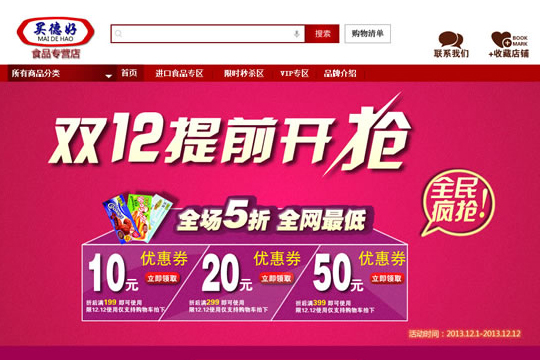 买德好
MAI DE HAO
食品专营店
搜索
购物清单
联系我们
BOOK
MARK
+收藏店铺
所有商品分类 首页 进口食品专区 限时秒杀区 VIP专区 品牌介绍
双12提前开抢
全民
疯抢!
全场5折 全网最低
10元 优惠券 立即领取
折后满199 即可使用
限12.12使用仅支持购物车拍下
20元 优惠券 立即领取
折后满299 即可使用
限12.12使用仅支持购物车拍下
50元 优惠券 立即领取
折后满399 即可使用
限12.12使用仅支持购物车拍下
活动时间：2013.12.1-2013.12.12